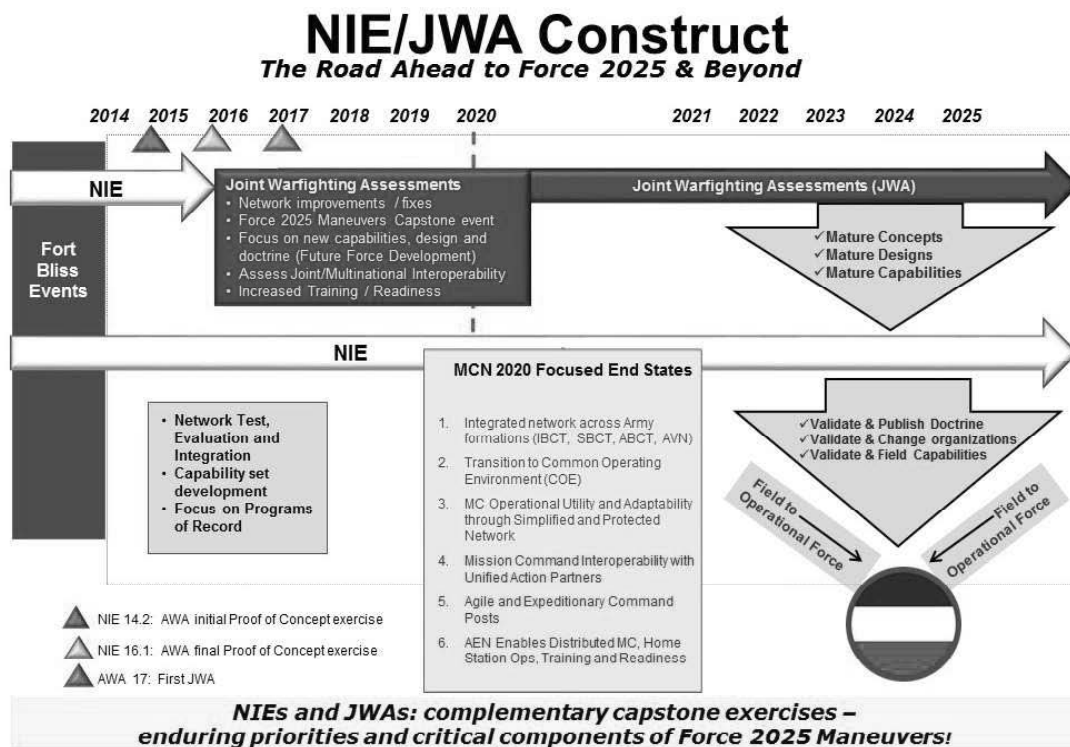 NIE/JWA Construct
The Road Ahead to Force 2025 & Beyond
2014 2015 2016 2017 2018 2019 2020 2021 2022 2023 2024 2025
NIE
Joint Warfighting Assessments
• Network improvements / fixes
• Force 2025 Maneuvers Capstone event
• Focus on new capabilities, design and
doctrine (Future Force Development)
• Assess Joint/Multinational Interoperability
• Increased Training / Readiness
Joint Warfighting Assessments (JWA)
✓Mature Concepts
✓Mature Designs
✓Mature Capabilities
Fort
Bliss
Events
NIE
• Network Test,
Evaluation and
Integration
• Capability set
development
• Focus on Programs
of Record
MCN 2020 Focused End States
1. Integrated network across Army
formations (IBCT, SBCT, ABCT, AVN)
2. Transition to Common Operating
Environment (COE)
3. MC Operational Utility and Adaptability
through Simplified and Protected
Network
4. Mission Command Interoperability with
Unified Action Partners
5. Agile and Expeditionary Command
Posts
6. AEN Enables Distributed MC, Home
Station Ops, Training and Readiness
✓Validate & Publish Doctrine
✓Validate & Change organizations
✓Validate & Field Capabilities
Field to
Operational Force
Field to
Operational Force
NIE 14.2: AWA initial Proof of Concept exercise
NIE 16.1: AWA final Proof of Concept exercise
AWA 17: First JWA
NIEs and JWAs: complementary capstone exercises –
enduring priorities and critical components of Force 2025 Maneuvers!